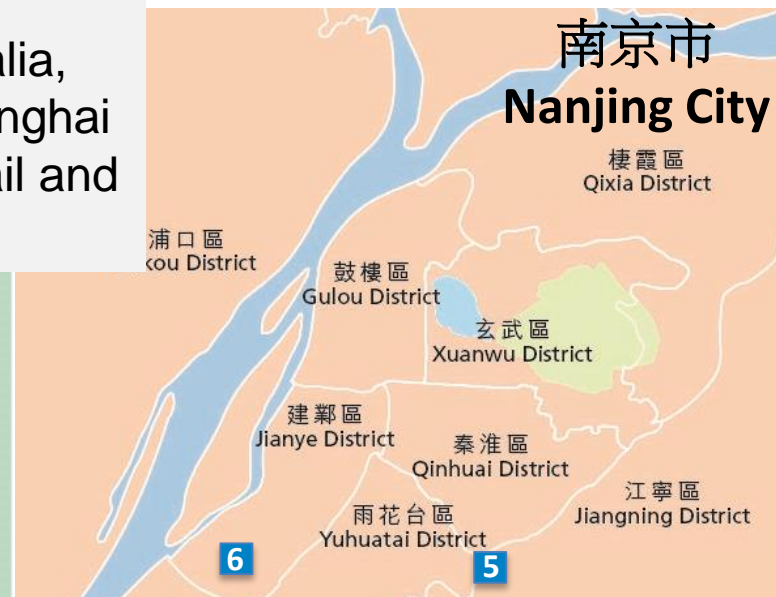 alia,
nghai
ail and
南京市
Nanjing City
棲霞區
Qixia District
浦口區
kou District
鼓樓區
Gulou District
玄武區
Xuanwu District
建鄴區
Jianye District
秦淮區
Qinhuai District
江寧區
Jiangning District
雨花台區
Yuhuatai District
6
5